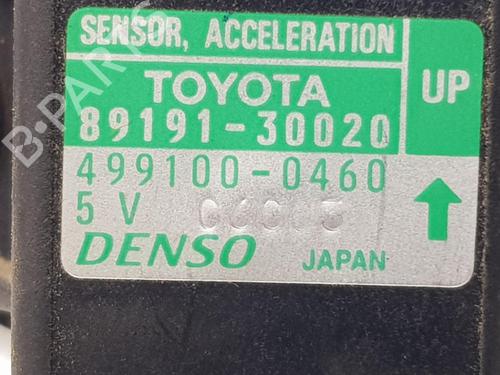 SENSOR, ACCELERATION
TOYOTA
UP
89191-30020
499100-0460
5 V
DENSO
JAPAN
B-PARTS